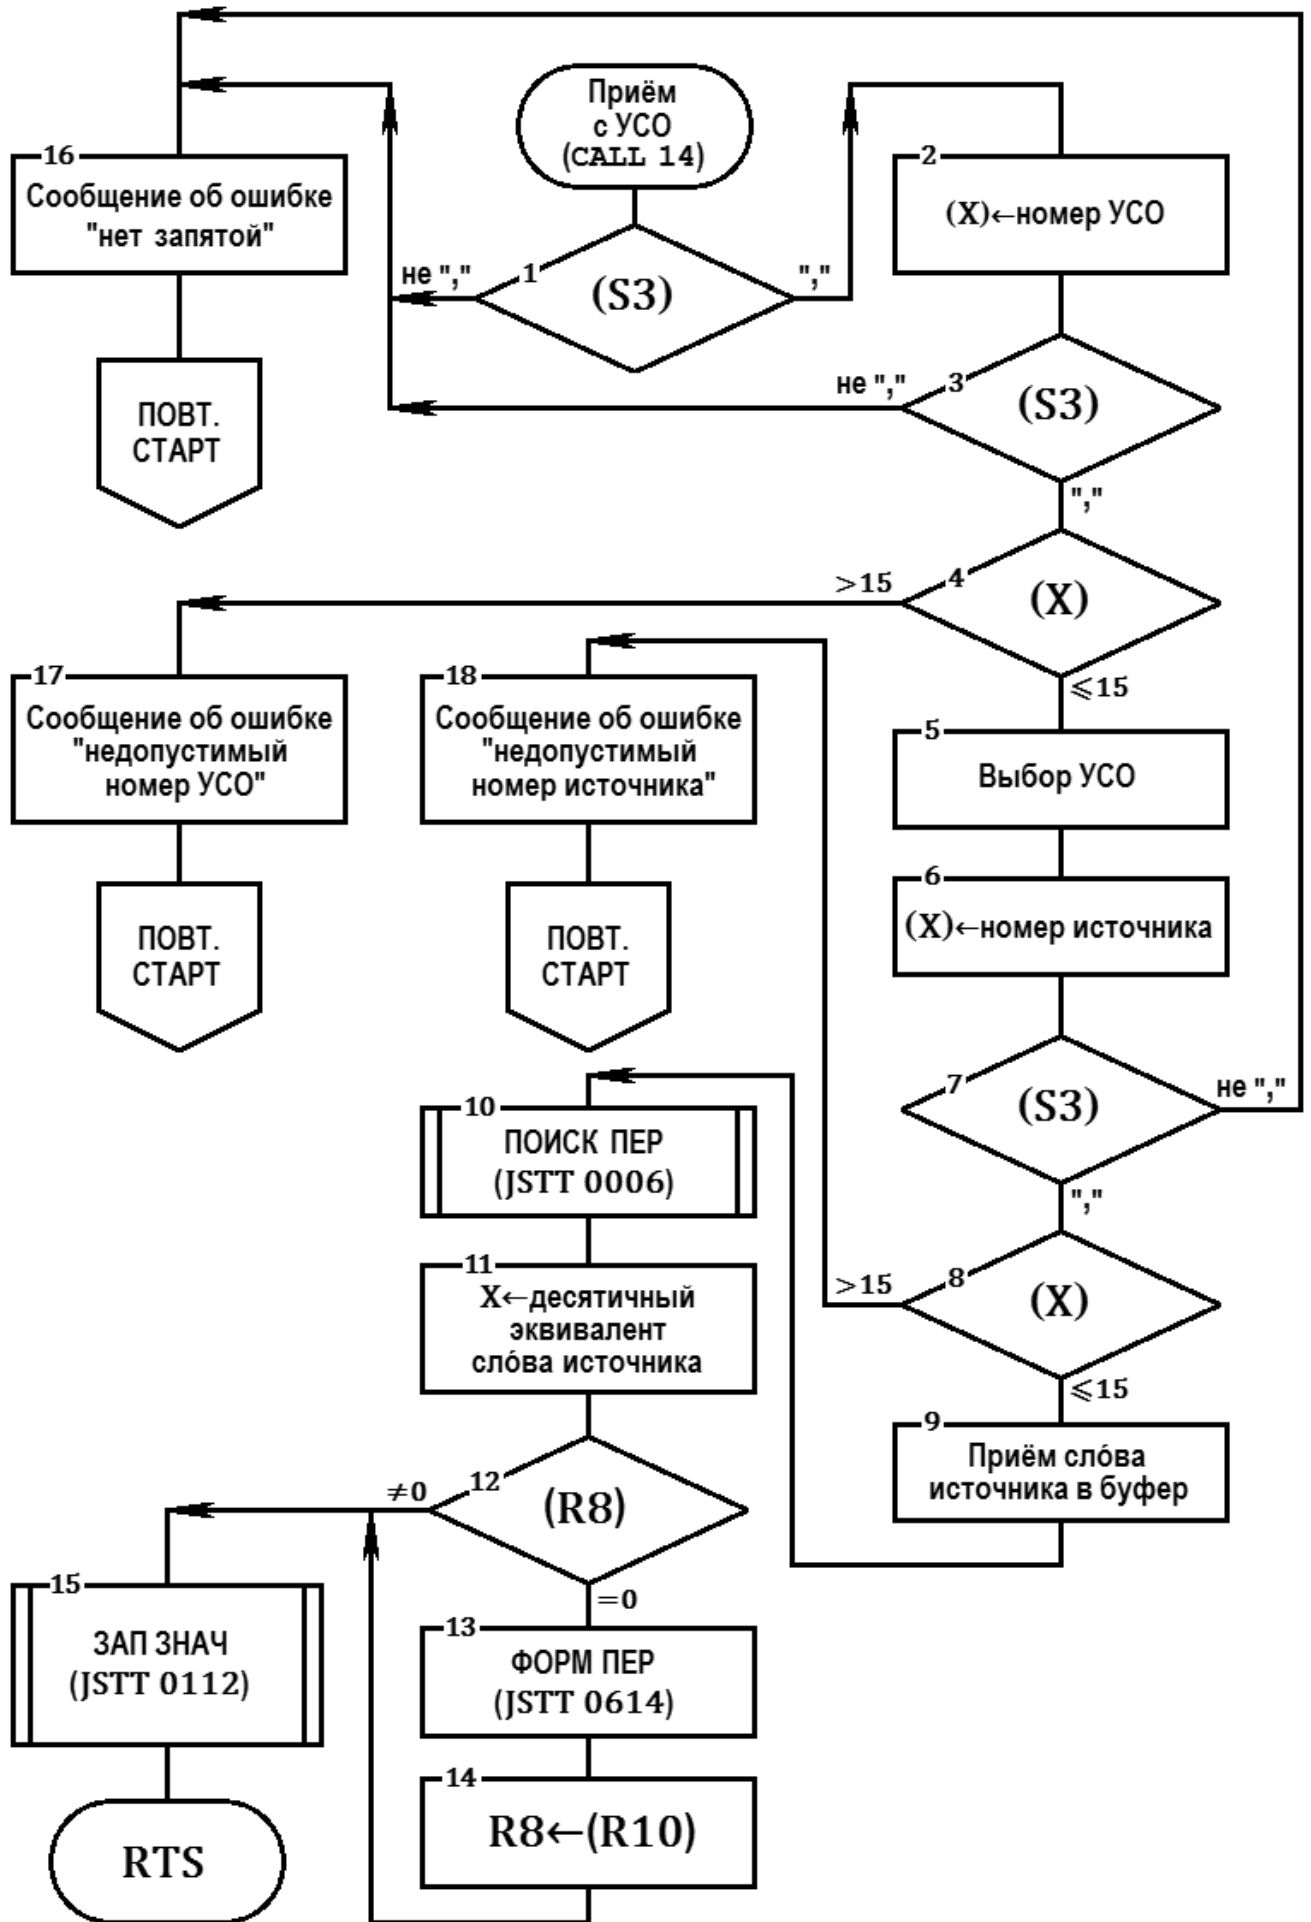 Приём
с УСО
(CALL 14)
1
(S3)
не ","
","
2
(X)←номер УСО
3
(S3)
не ","
","
4
(X)
>15
⩽15
5
Выбор УСО
6
(X)←номер источника
7
(S3)
не ","
","
8
(X)
>15
⩽15
9
Приём сло́ва
источника в буфер
10
ПОИСК ПЕР
(JSTT 0006)
11
X←десятичный
эквивалент
сло́ва источника
12
(R8)
≠0
=0
13
ФОРМ ПЕР
(JSTT 0614)
14
R8←(R10)
15
ЗАП ЗНАЧ
(JSTT 0112)
RTS
16
Сообщение об ошибке
"нет запятой"
ПОВТ.
СТАРТ
17
Сообщение об ошибке
"недопустимый
номер УСО"
ПОВТ.
СТАРТ
18
Сообщение об ошибке
"недопустимый
номер источника"
ПОВТ.
СТАРТ